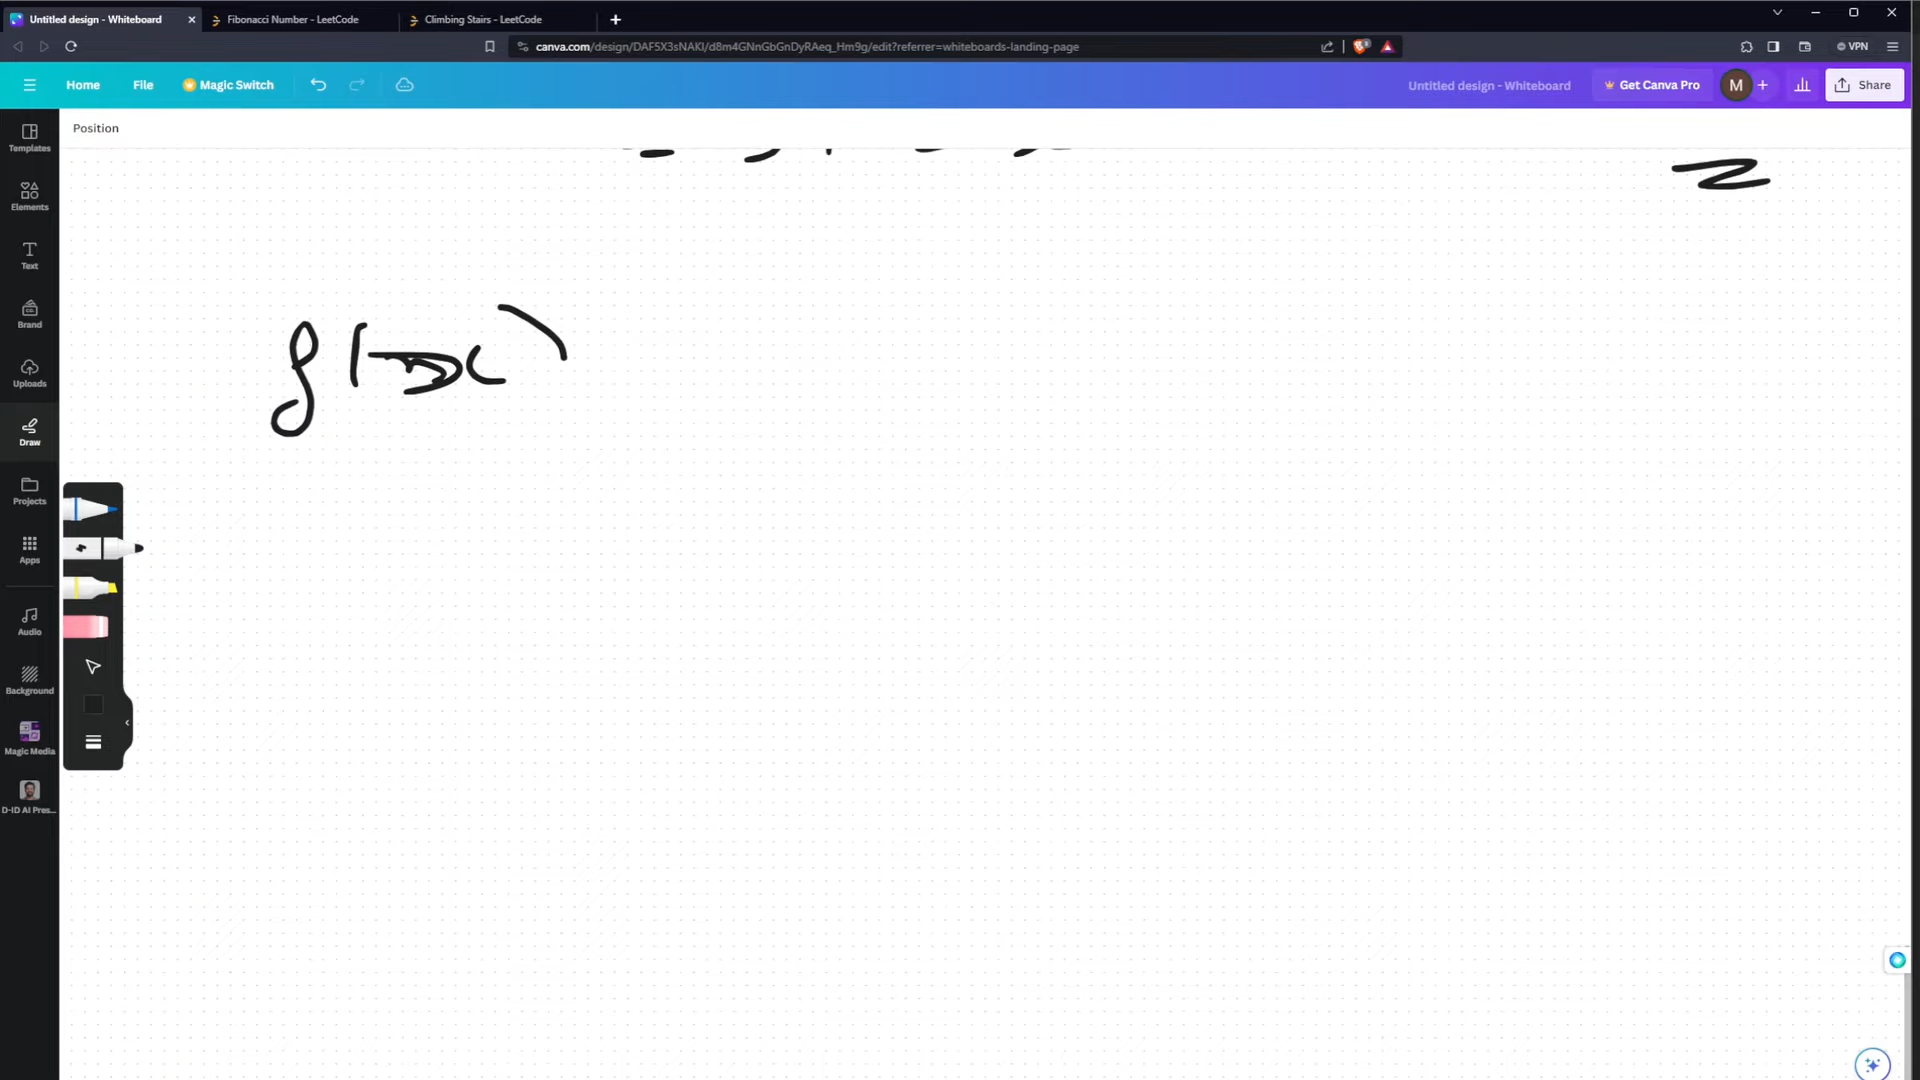 Untitled design - Whiteboard
Fibonacci Number - LeetCode
Climbing Stairs - LeetCode
canva.com/design/DAF5X3sNAKI/d8m4GNnGbGnDyRAeq_Hm9g/edit?referrer=whiteboards-landing-page
VPN
Home File Magic Switch
Untitled design - Whiteboard
Get Canva Pro
M
Share
Position
Templates
Elements
Text
Brand
Uploads
Draw
Projects
Apps
Audio
Background
Magic Media
D-ID AI Pres...